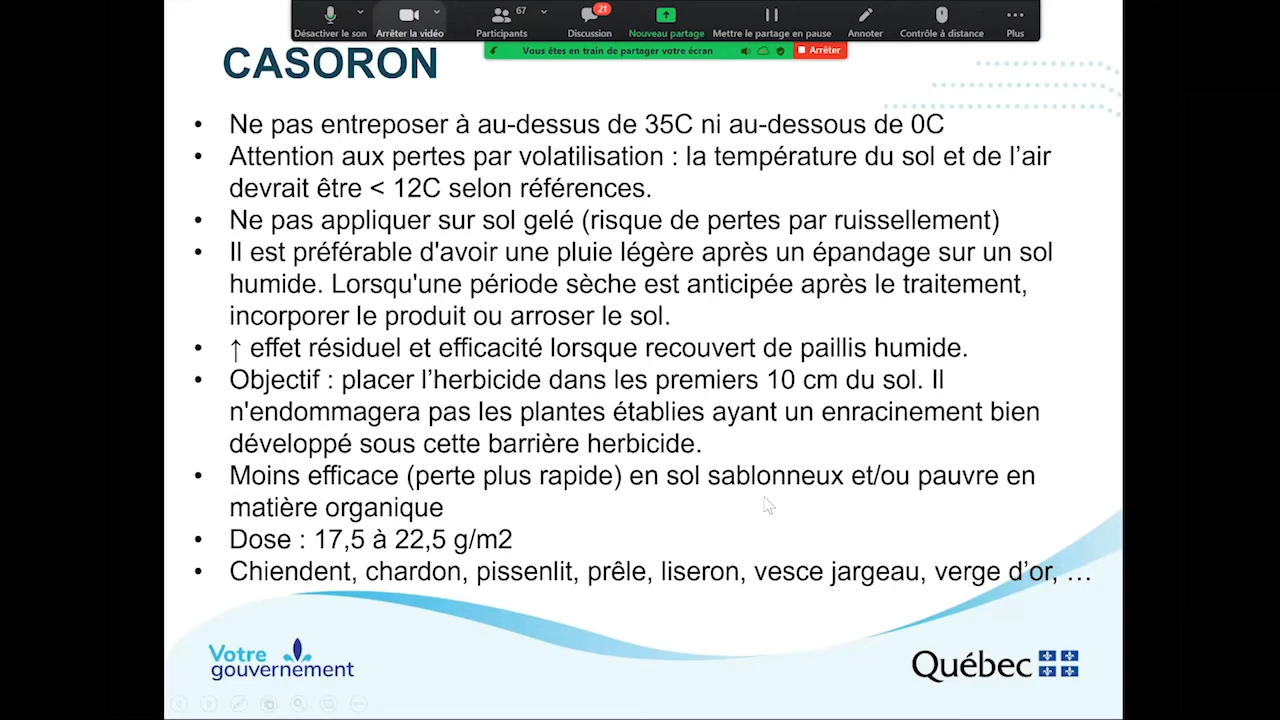 67
21
Désactiver le son
Arrêter la vidéo
Participants
Discussion
Nouveau partage
Mettre le partage en pause
Annoter
Contrôle à distance
Plus
Vous êtes en train de partager votre écran
Arrêter
CASORON
• Ne pas entreposer à au-dessus de 35C ni au-dessous de 0C
• Attention aux pertes par volatilisation : la température du sol et de l’air
devrait être < 12C selon références.
• Ne pas appliquer sur sol gelé (risque de pertes par ruissellement)
• Il est préférable d'avoir une pluie légère après un épandage sur un sol
humide. Lorsqu'une période sèche est anticipée après le traitement,
incorporer le produit ou arroser le sol.
• ↑ effet résiduel et efficacité lorsque recouvert de paillis humide.
• Objectif : placer l’herbicide dans les premiers 10 cm du sol. Il
n'endommagera pas les plantes établies ayant un enracinement bien
développé sous cette barrière herbicide.
• Moins efficace (perte plus rapide) en sol sablonneux et/ou pauvre en
matière organique
• Dose : 17,5 à 22,5 g/m2
• Chiendent, chardon, pissenlit, prêle, liseron, vesce jargeau, verge d’or, …
Votre
gouvernement
Québec